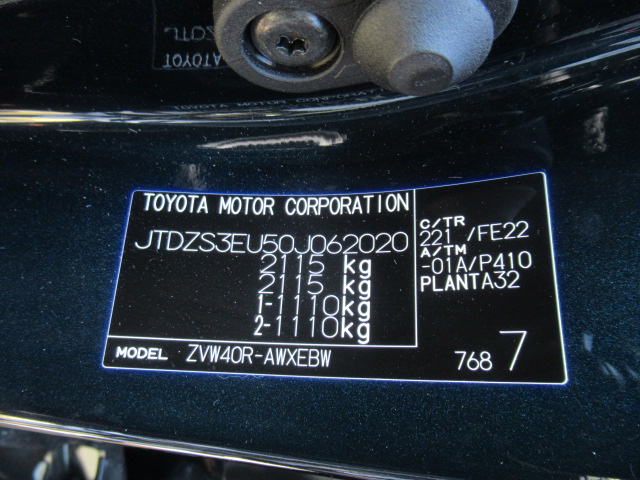 TOYOTA MOTOR CORPORATION
JTDZS3EU50J062020
2115 kg
2115 kg
1-1110kg
2-1110kg
MODEL ZVW40R-AWXEBW
C/TR
221 /FE22
A/TM
-01A/P410
PLANTA32
768 7